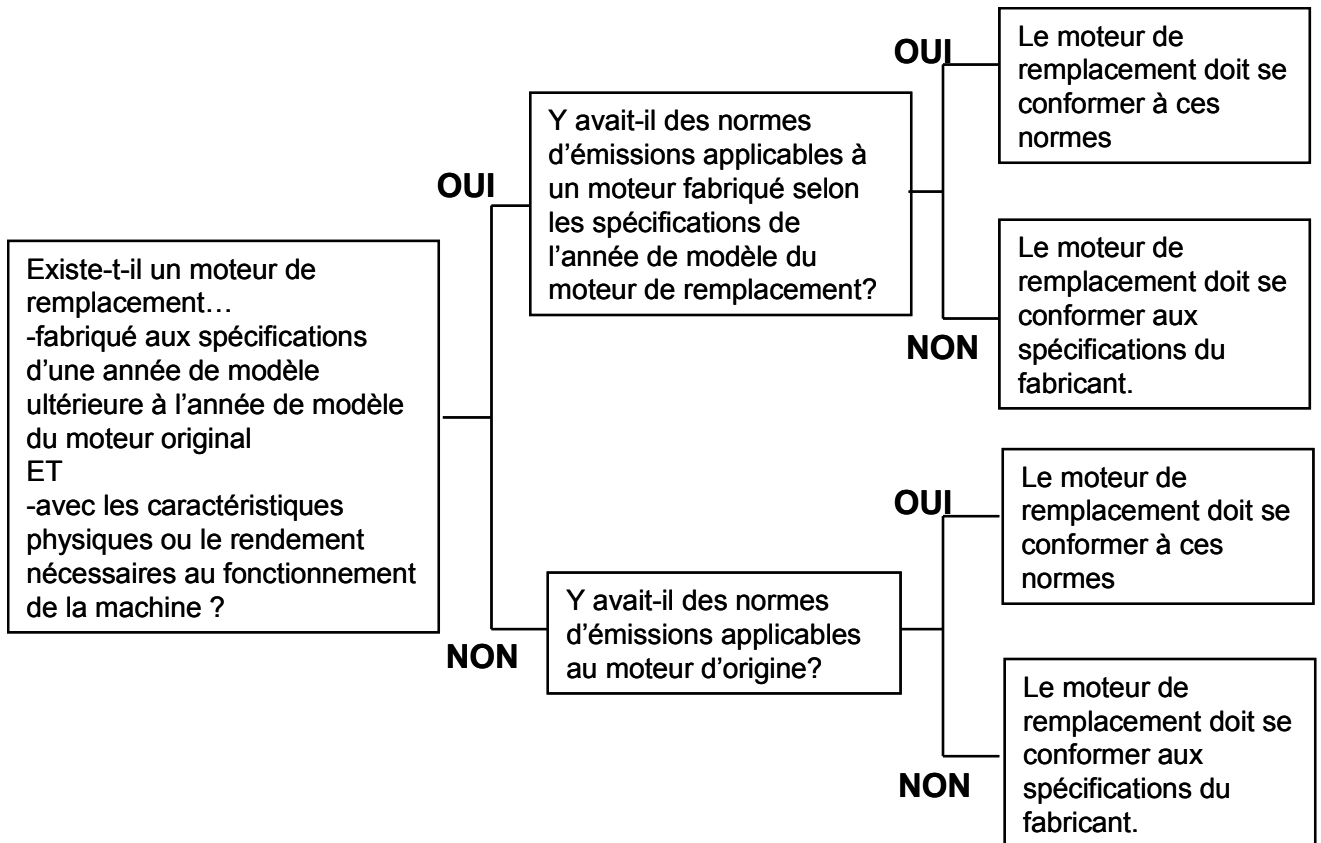 Existe-t-il un moteur de
remplacement…
-fabriqué aux spécifications
d'une année de modèle
ultérieure à l'année de modèle
du moteur original
ET
-avec les caractéristiques
physiques ou le rendement
nécessaires au fonctionnement
de la machine ?
OUI
Y avait-il des normes
d'émissions applicables à
un moteur fabriqué selon
les spécifications de
l'année de modèle du
moteur de remplacement?
OUI
Le moteur de
remplacement doit se
conformer à ces
normes
NON
Le moteur de
remplacement doit se
conformer aux
spécifications du
fabricant.
NON
Y avait-il des normes
d'émissions applicables
au moteur d'origine?
OUI
Le moteur de
remplacement doit se
conformer à ces
normes
NON
Le moteur de
remplacement doit se
conformer aux
spécifications du
fabricant.